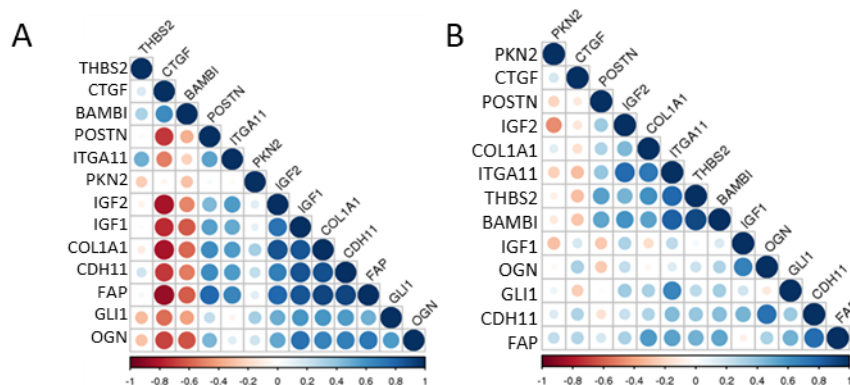 A
THBS2
CTGF
BAMBI
POSTN
ITGA11
PKN2
IGF2
IGF1
COL1A1
CDH11
FAP
GLI1
OGN
THBS2
CTGF
BAMBI
POSTN
ITGA11
PKN2
IGF2
IGF1
COL1A1
CDH11
FAP
GLI1
OGN
-1 -0.8 -0.6 -0.4 -0.2 0 0.2 0.4 0.6 0.8 1
B
PKN2
CTGF
POSTN
IGF2
COL1A1
ITGA11
THBS2
BAMBI
IGF1
OGN
GLI1
CDH11
FAP
PKN2
CTGF
POSTN
IGF2
COL1A1
ITGA11
THBS2
BAMBI
IGF1
OGN
GLI1
CDH11
-1 -0.8 -0.6 -0.4 -0.2 0 0.2 0.4 0.6 0.8 1